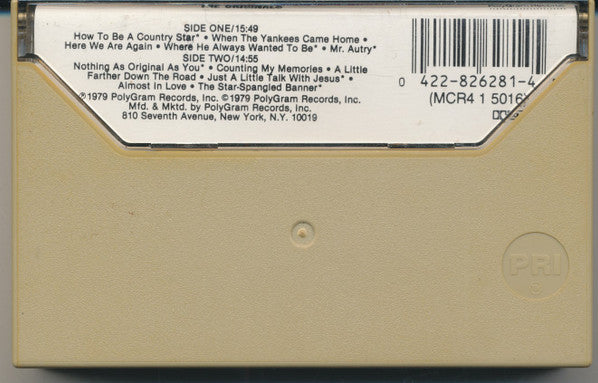 THE ORIGINALS
SIDE ONE/15:49
How To Be A Country Star* • When The Yankees Came Home •
Here We Are Again • Where He Always Wanted To Be* • Mr. Autry*
SIDE TWO/14:55
Nothing As Original As You* • Counting My Memories • A Little
Farther Down The Road • Just A Little Talk With Jesus* •
Almost in Love • The Star-Spangled Banner*
℗1979 PolyGram Records, Inc. ©1979 PolyGram Records, Inc.
Mfd. & Mktd. by PolyGram Records, Inc.
810 Seventh Avenue, New York, N.Y. 10019
0 422-826281-4
(MCR4 1 5016)
PRI